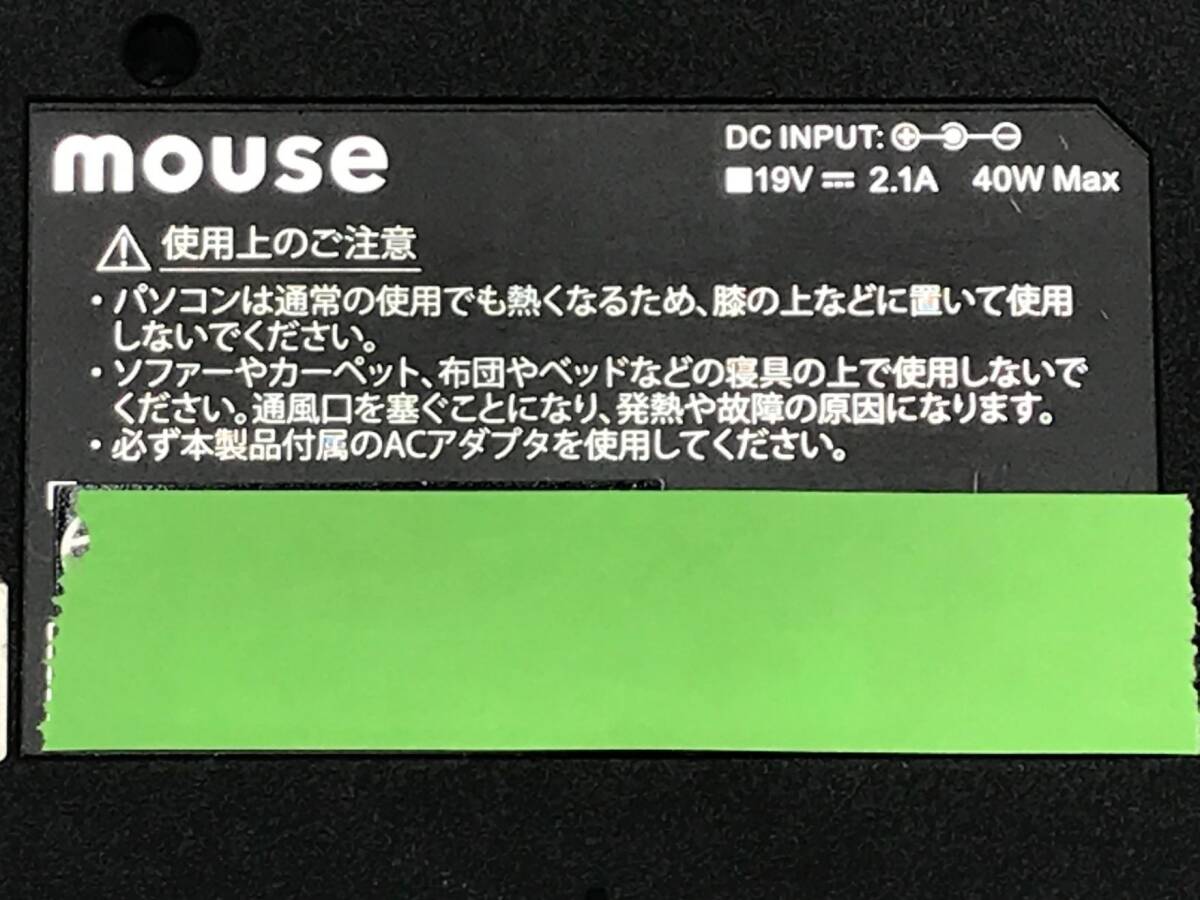 mouse
DC INPUT:
■19V ⎓ 2.1A 40W Max
使用上のご注意
・パソコンは通常の使用でも熱くなるため、膝の上などに置いて使用
しないでください。
・ソファーやカーペット、布団やベッドなどの寝具の上で使用しないで
ください。通風口を塞ぐことになり、発熱や故障の原因になります。
・必ず本製品付属のACアダプタを使用してください。